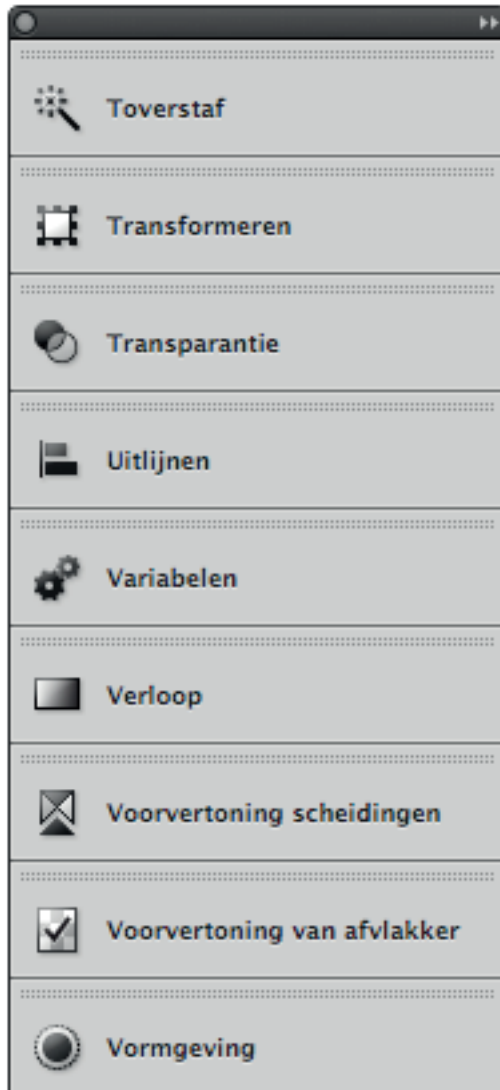 Toverstaf
Transformeren
Transparantie
Uitlijnen
Variabelen
Verloop
Voorvertoning scheidingen
Voorvertoning van afvlakker
Vormgeving